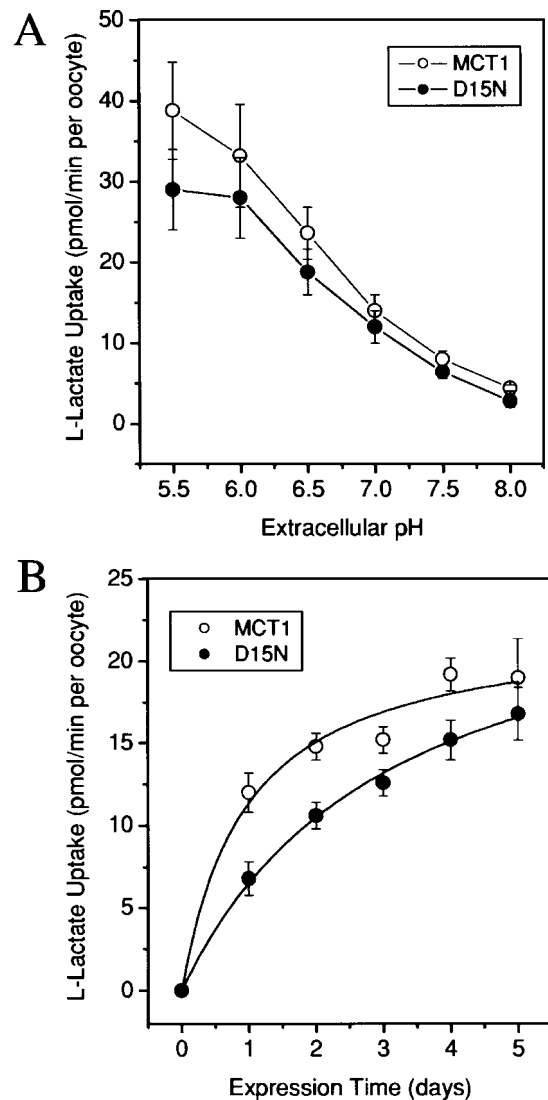 A
L-Lactate Uptake (pmol/min per oocyte)
50
40
30
20
10
0
MCT1
D15N
5.5 6.0 6.5 7.0 7.5 8.0
Extracellular pH
B
L-Lactate Uptake (pmol/min per oocyte)
25
20
15
10
5
0
MCT1
D15N
0 1 2 3 4 5
Expression Time (days)